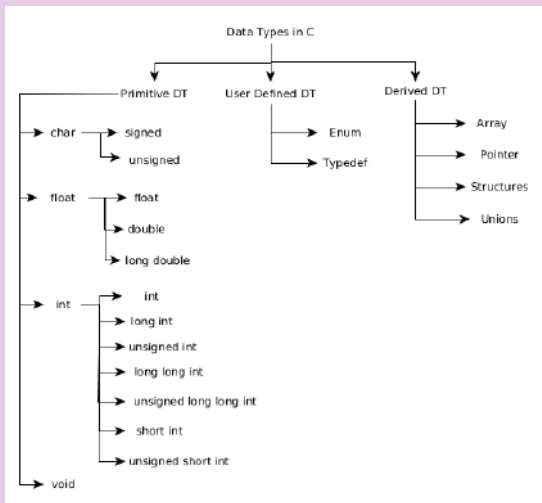 Data Types in C
Primitive DT
User Defined DT
Derived DT
char
signed
unsigned
float
float
double
long double
int
int
long int
unsigned int
long long int
unsigned long long int
short int
unsigned short int
void
Enum
Typedef
Array
Pointer
Structures
Unions